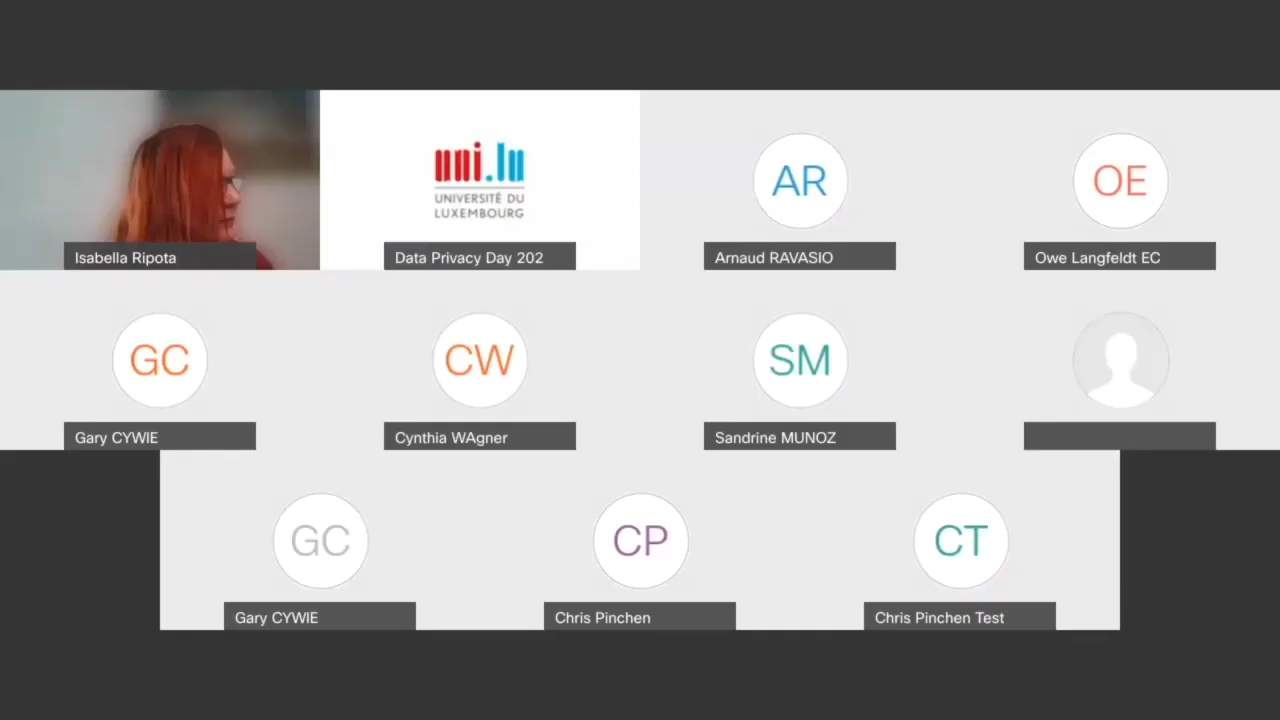 uni.lu
UNIVERSITÉ DU
LUXEMBOURG
AR
OE
Isabella Ripota
Data Privacy Day 202
Arnaud RAVASIO
Owe Langfeldt EC
GC
CW
SM
Gary CYWIE
Cynthia WAgner
Sandrine MUNOZ
GC
CP
CT
Gary CYWIE
Chris Pinchen
Chris Pinchen Test